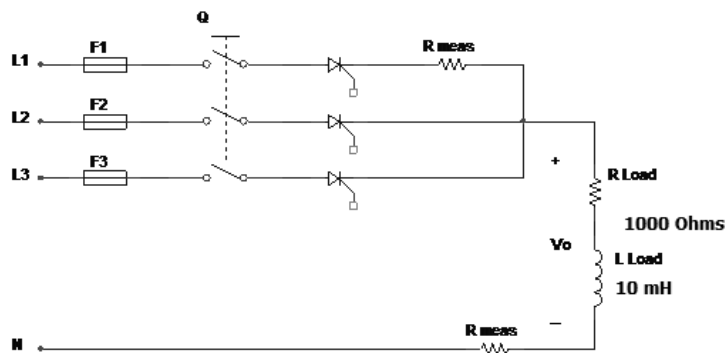 Q
F1
R meas
L1
F2
L2
F3
L3
+
R Load
1000 Ohms
Vo
L Load
10 mH
–
R meas
N